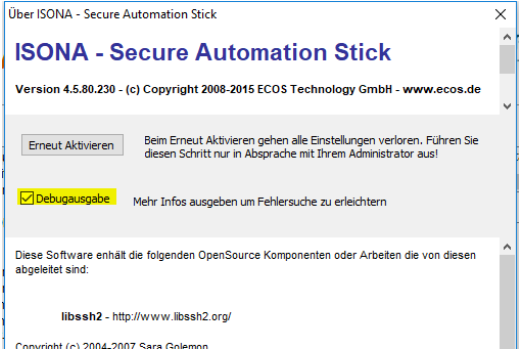 Über ISONA - Secure Automation Stick
ISONA - Secure Automation Stick
Version 4.5.80.230 - (c) Copyright 2008-2015 ECOS Technology GmbH - www.ecos.de
Erneut Aktivieren
Beim Erneut Aktivieren gehen alle Einstellungen verloren. Führen Sie
diesen Schritt nur in Absprache mit Ihrem Administrator aus!
Debugausgabe
Mehr Infos ausgeben um Fehlersuche zu erleichtern
Diese Software enhält die folgenden OpenSource Komponenten oder Arbeiten die von diesen
abgeleitet sind:
libssh2 - http://www.libssh2.org/
Copyright (c) 2004-2007 Sara Golemon